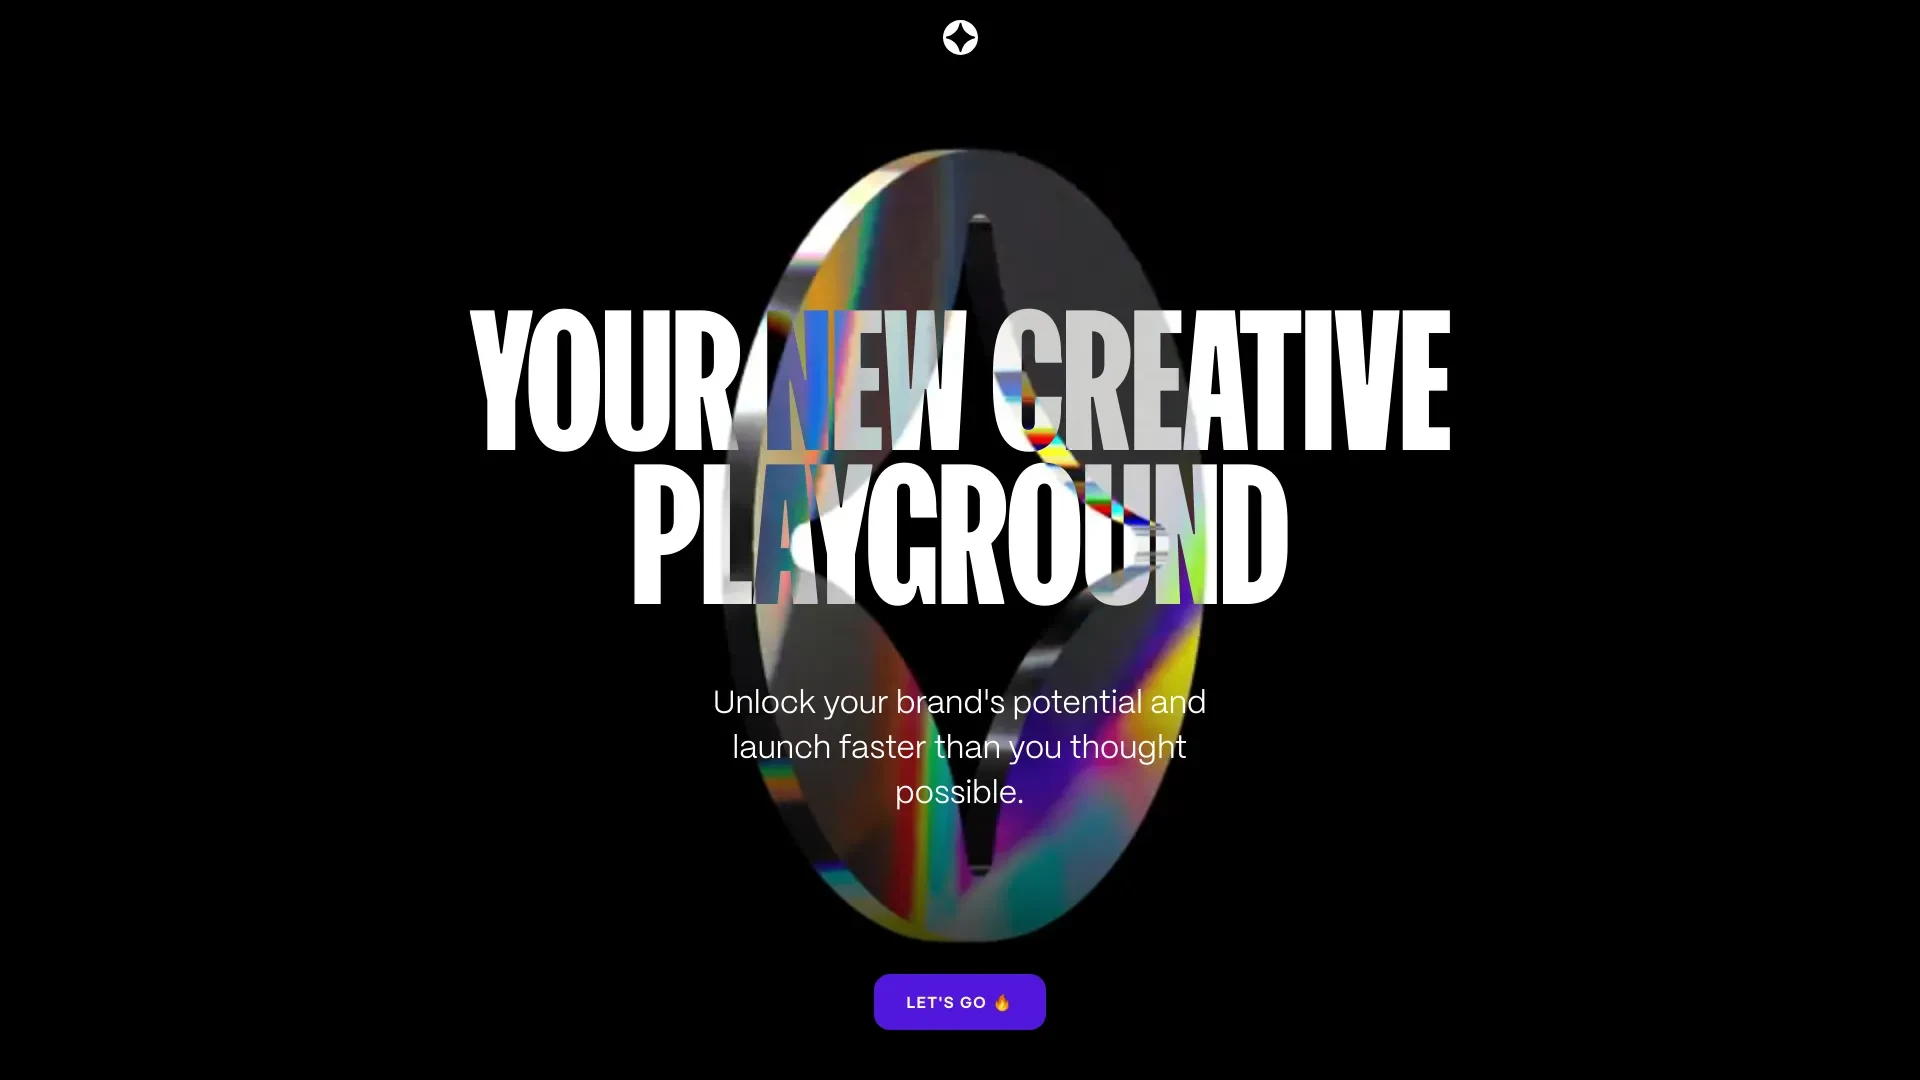 YOUR NEW CREATIVE
PLAYGROUND
Unlock your brand's potential and
launch faster than you thought
possible.
LET'S GO 🔥